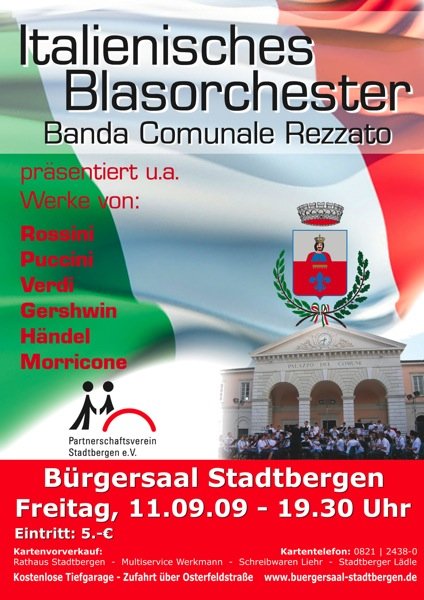 Italienisches
Blasorchester
Banda Comunale Rezzato
präsentiert u.a.
Werke von:
Rossini
Puccini
Verdi
Gershwin
Händel
Morricone
PALAZZO DEL COMUNE
Partnerschaftsverein
Stadtbergen e.V.
Bürgersaal Stadtbergen
Freitag, 11.09.09 - 19.30 Uhr
Eintritt: 5.-€
Kartenvorverkauf: Kartentelefon: 0821 | 2438-0
Rathaus Stadtbergen - Multiservice Werkmann - Schreibwaren Liehr - Stadtberger Lädle
Kostenlose Tiefgarage - Zufahrt über Osterfeldstraße www.buergersaal-stadtbergen.de